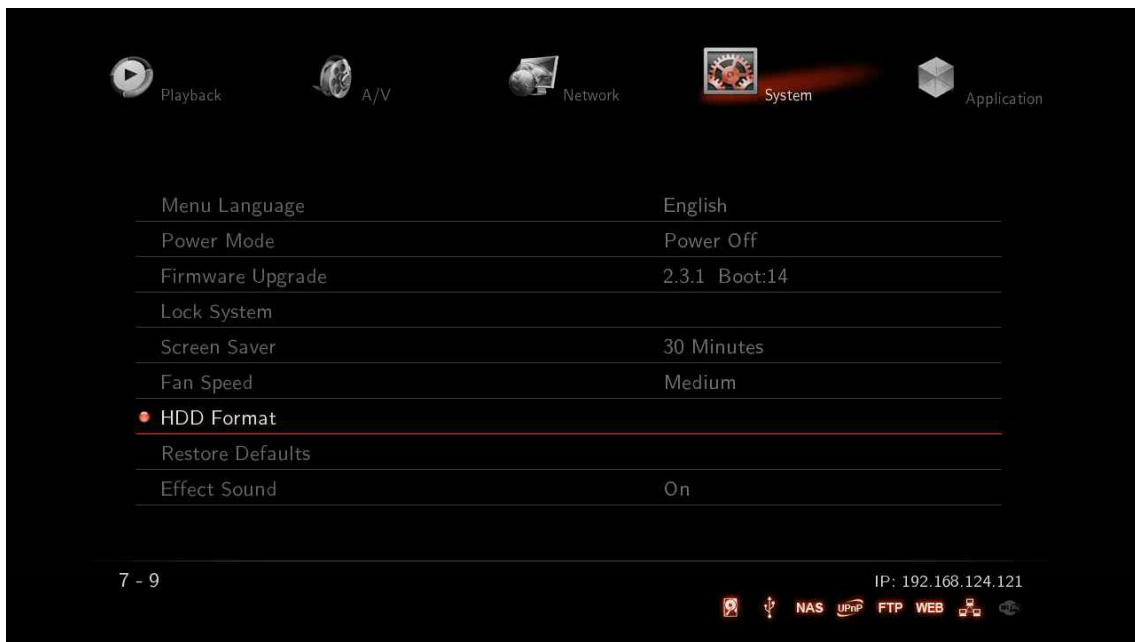 Playback A/V Network System Application
Menu Language English
Power Mode Power Off
Firmware Upgrade 2.3.1 Boot:14
Lock System
Screen Saver 30 Minutes
Fan Speed Medium
HDD Format
Restore Defaults
Effect Sound On
7 - 9 IP: 192.168.124.121
NAS UPnP FTP WEB